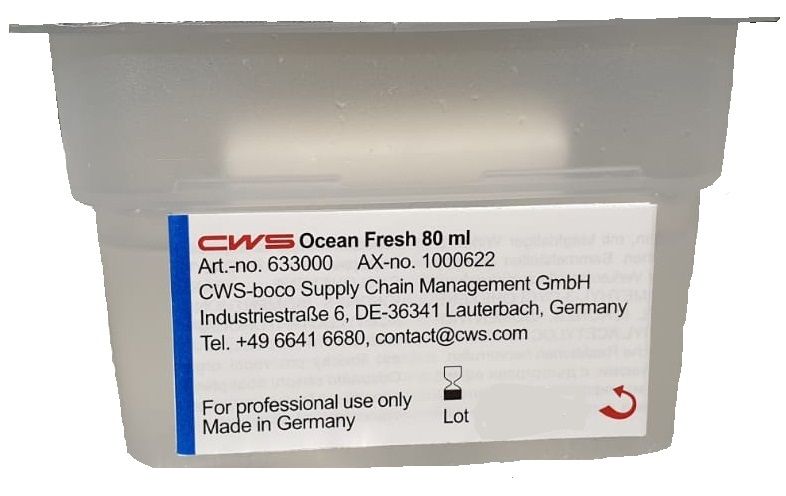 CWS Ocean Fresh 80 ml
Art.-no. 633000 AX-no. 1000622
CWS-boco Supply Chain Management GmbH
Industriestraße 6, DE-36341 Lauterbach, Germany
Tel. +49 6641 6680, contact@cws.com
For professional use only
Made in Germany
Lot